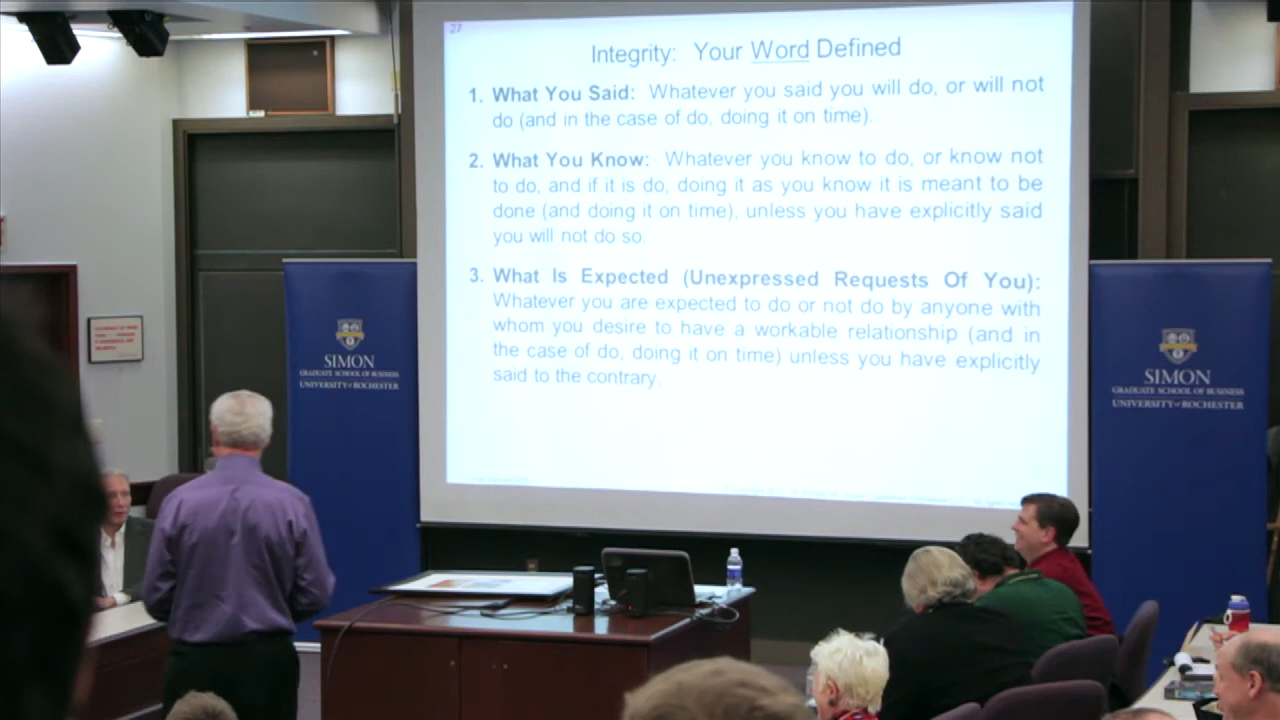 27
Integrity: Your Word Defined
1. What You Said: Whatever you said you will do, or will not
do (and in the case of do, doing it on time).
2. What You Know: Whatever you know to do, or know not
to do, and if it is do, doing it as you know it is meant to be
done (and doing it on time), unless you have explicitly said
you will not do so.
3. What Is Expected (Unexpressed Requests Of You):
Whatever you are expected to do or not do by anyone with
whom you desire to have a workable relationship (and in
the case of do, doing it on time) unless you have explicitly
said to the contrary.
SIMON
GRADUATE SCHOOL OF BUSINESS
UNIVERSITY of ROCHESTER
SIMON
GRADUATE SCHOOL OF BUSINESS
UNIVERSITY of ROCHESTER